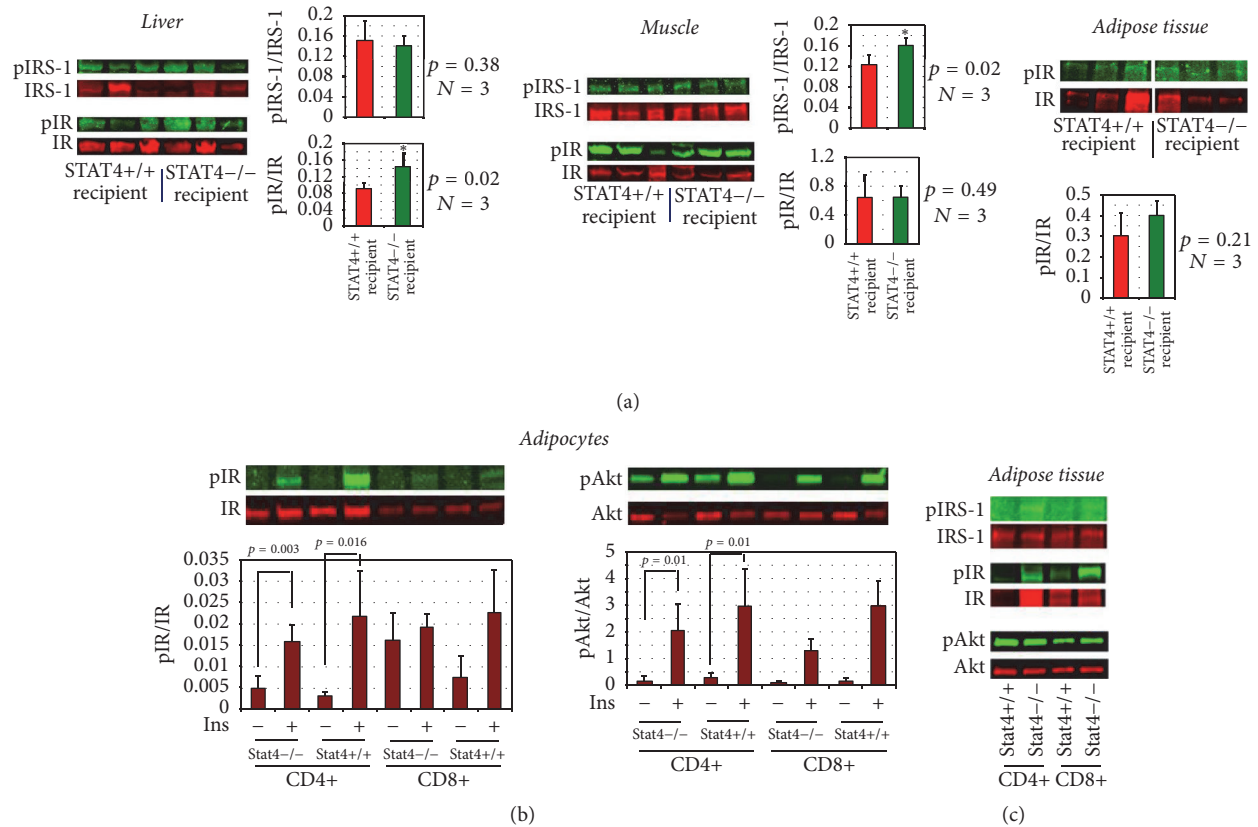 Liver
pIRS-1
IRS-1
pIR
IR
STAT4+/+ recipient
STAT4−/− recipient
pIRS-1/IRS-1
0.2
0.16
0.12
0.08
0.04
0
p = 0.38
N = 3
pIR/IR
0.2
0.16
0.12
0.08
0.04
0
*
p = 0.02
N = 3
STAT4+/+ recipient
STAT4−/− recipient
Muscle
pIRS-1
IRS-1
pIR
IR
STAT4+/+ recipient
STAT4−/− recipient
pIRS-1/IRS-1
0.2
0.16
0.12
0.08
0.04
0
*
p = 0.02
N = 3
pIR/IR
1.2
0.8
0.4
0
p = 0.49
N = 3
STAT4+/+ recipient
STAT4−/− recipient
Adipose tissue
pIR
IR
STAT4+/+ recipient
STAT4−/− recipient
pIR/IR
0.5
0.4
0.3
0.2
0.1
0
p = 0.21
N = 3
STAT4+/+ recipient
STAT4−/− recipient
(a)
Adipocytes
pIR
IR
pIR/IR
0.035
0.03
0.025
0.02
0.015
0.01
0.005
0
p = 0.003
p = 0.016
Ins − + − + − + − +
Stat4−/− Stat4+/+ Stat4−/− Stat4+/+
CD4+ CD8+
pAkt
Akt
pAkt/Akt
5
4
3
2
1
0
p = 0.01
p = 0.01
Ins − + − + − + − +
Stat4−/− Stat4+/+ Stat4−/− Stat4+/+
CD4+ CD8+
(b)
Adipose tissue
pIRS-1
IRS-1
pIR
IR
pAkt
Akt
Stat4+/+
Stat4−/−
Stat4+/+
Stat4−/−
CD4+ CD8+
(c)